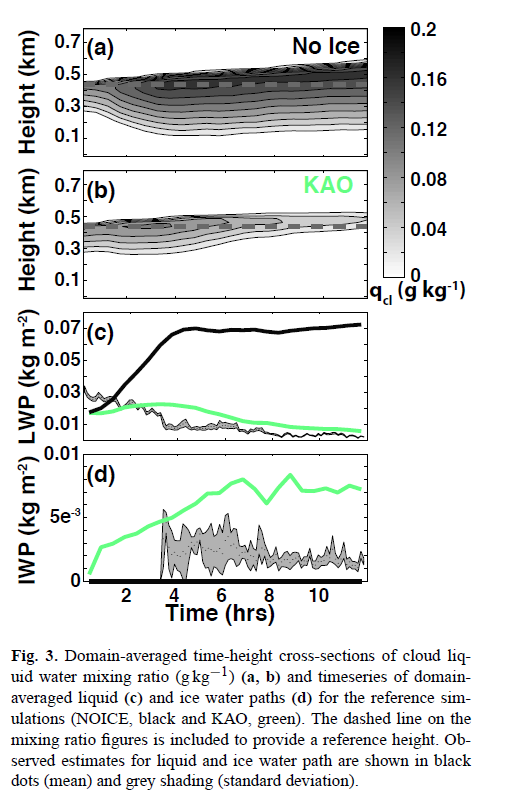 0.7
(a)
No Ice
0.5
0.3
0.1
Height (km)
0.2
0.16
0.12
0.08
0.04
0
qcl (g kg-1)
0.7
(b)
KAO
0.5
0.3
0.1
Height (km)
0.07
(c)
0.05
0.03
0.01
LWP (kg m-2)
0.01
(d)
5e-3
0
IWP (kg m-2)
2 4 6 8 10
Time (hrs)
Fig. 3. Domain-averaged time-height cross-sections of cloud liq-
uid water mixing ratio (g kg−1) (a, b) and timeseries of domain-
averaged liquid (c) and ice water paths (d) for the reference sim-
ulations (NOICE, black and KAO, green). The dashed line on the
mixing ratio figures is included to provide a reference height. Ob-
served estimates for liquid and ice water path are shown in black
dots (mean) and grey shading (standard deviation).